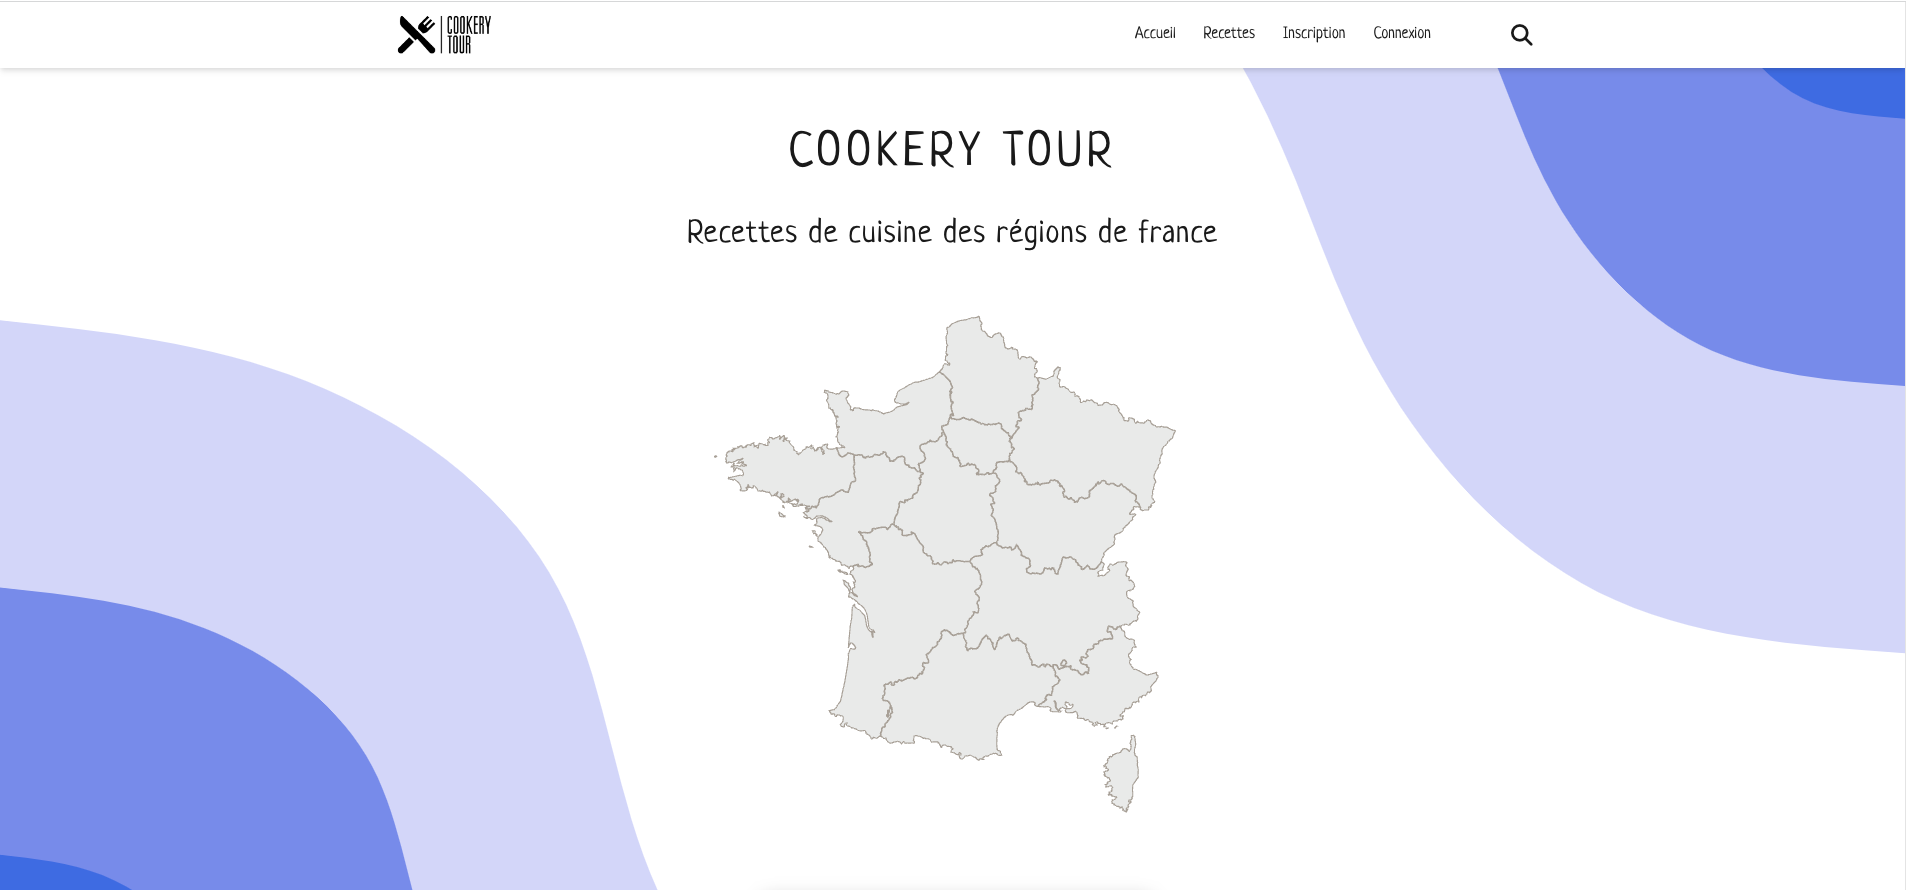 COOKERY
TOUR
Accueil Recettes Inscription Connexion
COOKERY TOUR
Recettes de cuisine des régions de france